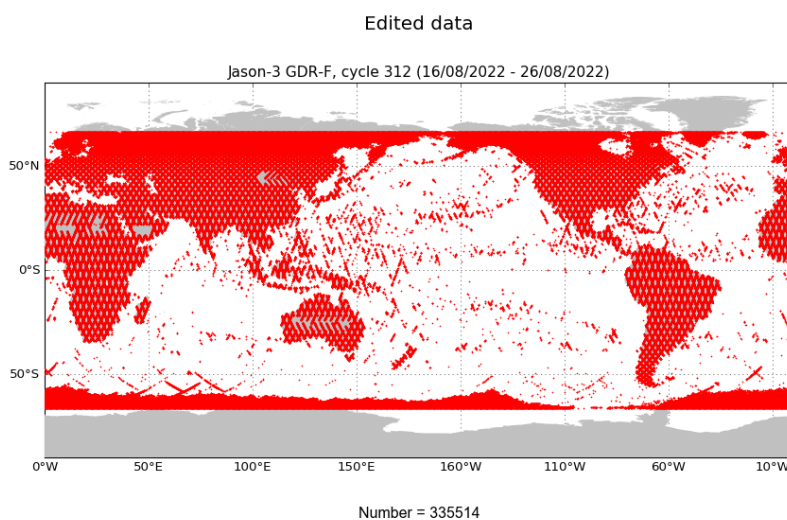 Edited data
Jason-3 GDR-F, cycle 312 (16/08/2022 - 26/08/2022)
50°N
0°S
50°S
0°W 50°E 100°E 150°E 160°W 110°W 60°W 10°W
Number = 335514